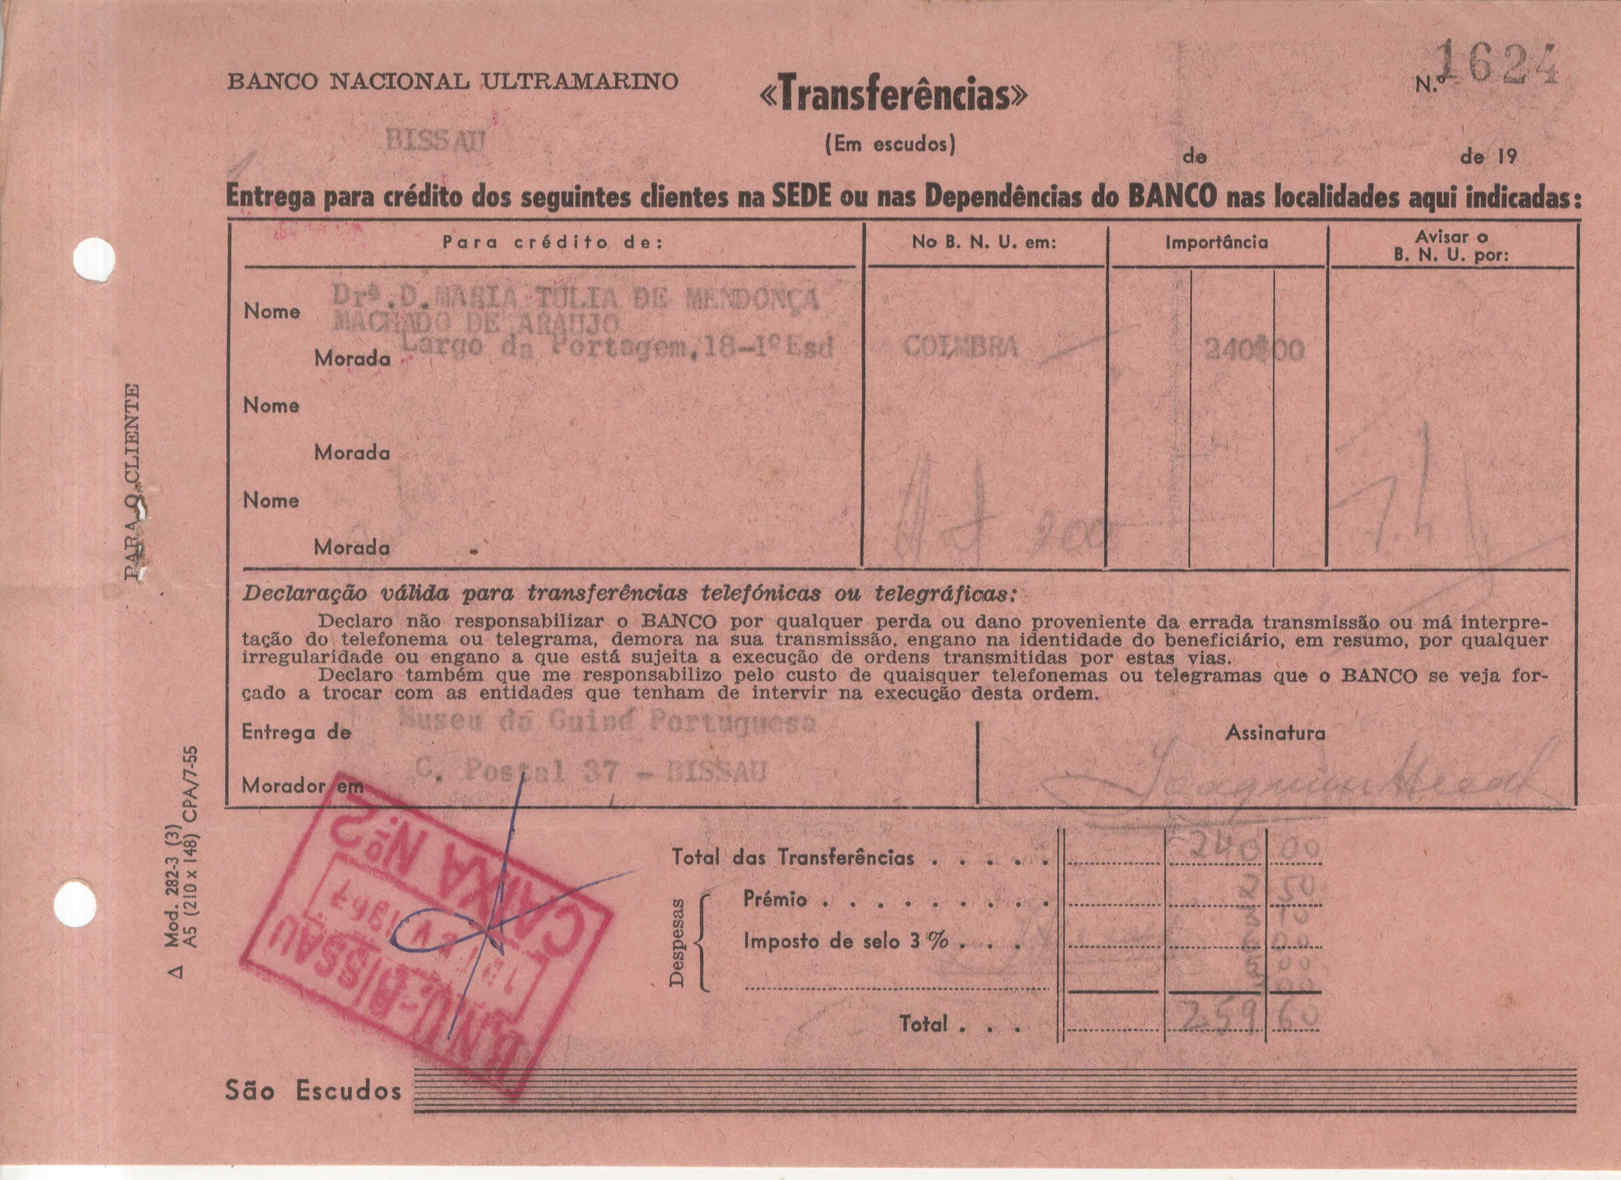 BANCO NACIONAL ULTRAMARINO
«Transferências»
N.º 1624
BISSAU
(Em escudos)
de de 19
Entrega para crédito dos seguintes clientes na SEDE ou nas Dependências do BANCO nas localidades aqui indicadas:
Para crédito de: No B. N. U. em: Importância Avisar o
B. N. U. por:
Nome Drª.D.MARIA TULIA DE MENDONÇA
MACHADO DE ARAUJO
Morada Largo da Portagem,18-1ºEsd COIMBRA 240$00
Nome
Morada
Nome
Morada
200
Declaração válida para transferências telefónicas ou telegráficas:
Declaro não responsabilizar o BANCO por qualquer perda ou dano proveniente da errada transmissão ou má interpre-
tação do telefonema ou telegrama, demora na sua transmissão, engano na identidade do beneficiário, em resumo, por qualquer
irregularidade ou engano a que está sujeita a execução de ordens transmitidas por estas vias.
Declaro também que me responsabilizo pelo custo de quaisquer telefonemas ou telegramas que o BANCO se veja for-
çado a trocar com as entidades que tenham de intervir na execução desta ordem.
Entrega de Museu da Guiné Portuguesa
Assinatura
Morador em C. Postal 37 - BISSAU
Total das Transferências . . . . . 240 00
Despesas
Prémio . . . . . . . . . 2 50
Imposto de selo 3 % . . .
Total . . . 259 60
São Escudos
B.N.U-BISSAU
1967
CAIXA Nº.2
PARA O CLIENTE
Δ Mod. 282-3 (3)
A5 (210 x 148) CPA/7-55